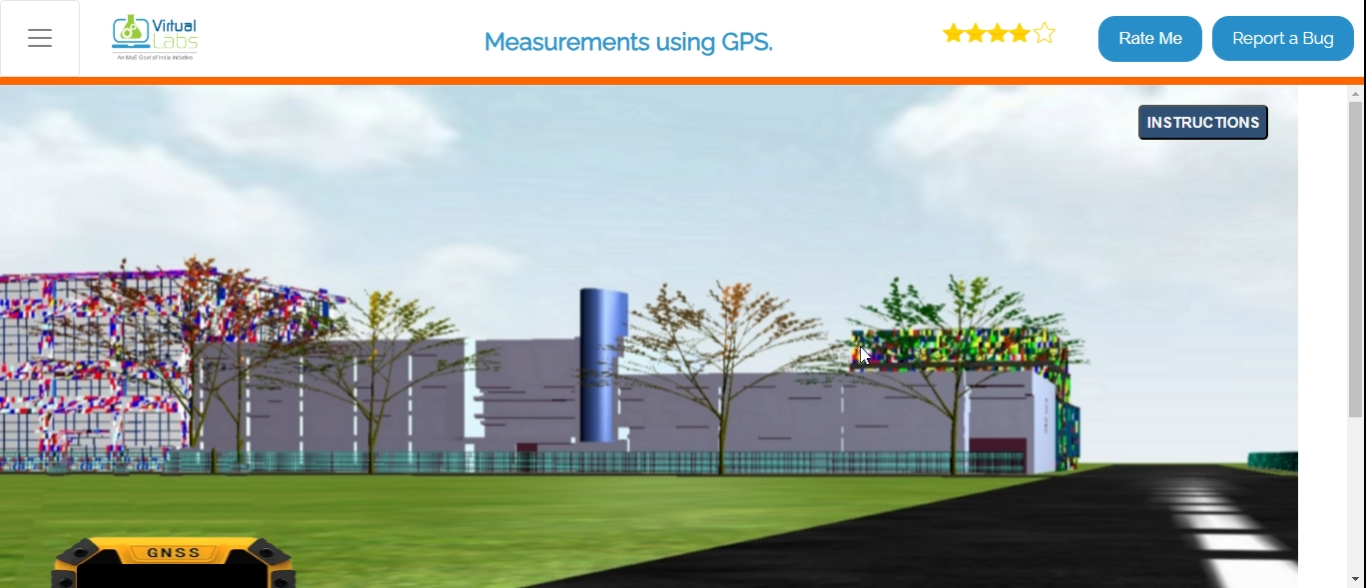 Virtual
Labs
An MoE Govt of India Initiative
Measurements using GPS.
Rate Me
Report a Bug
INSTRUCTIONS
GNSS